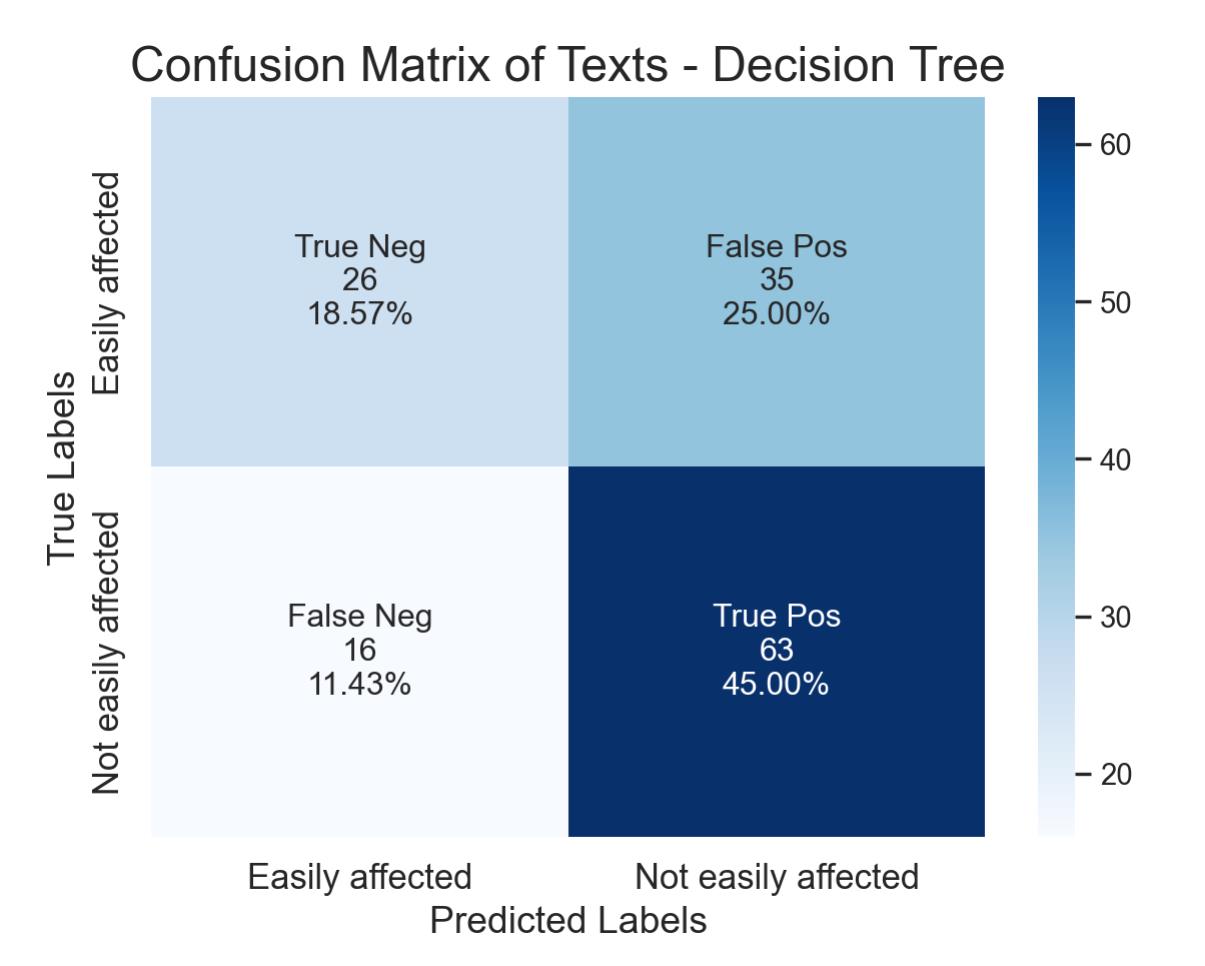 Confusion Matrix of Texts - Decision Tree
True Labels
Easily affected
Not easily affected
True Neg
26
18.57%
False Pos
35
25.00%
False Neg
16
11.43%
True Pos
63
45.00%
60
50
40
30
20
Easily affected
Not easily affected
Predicted Labels